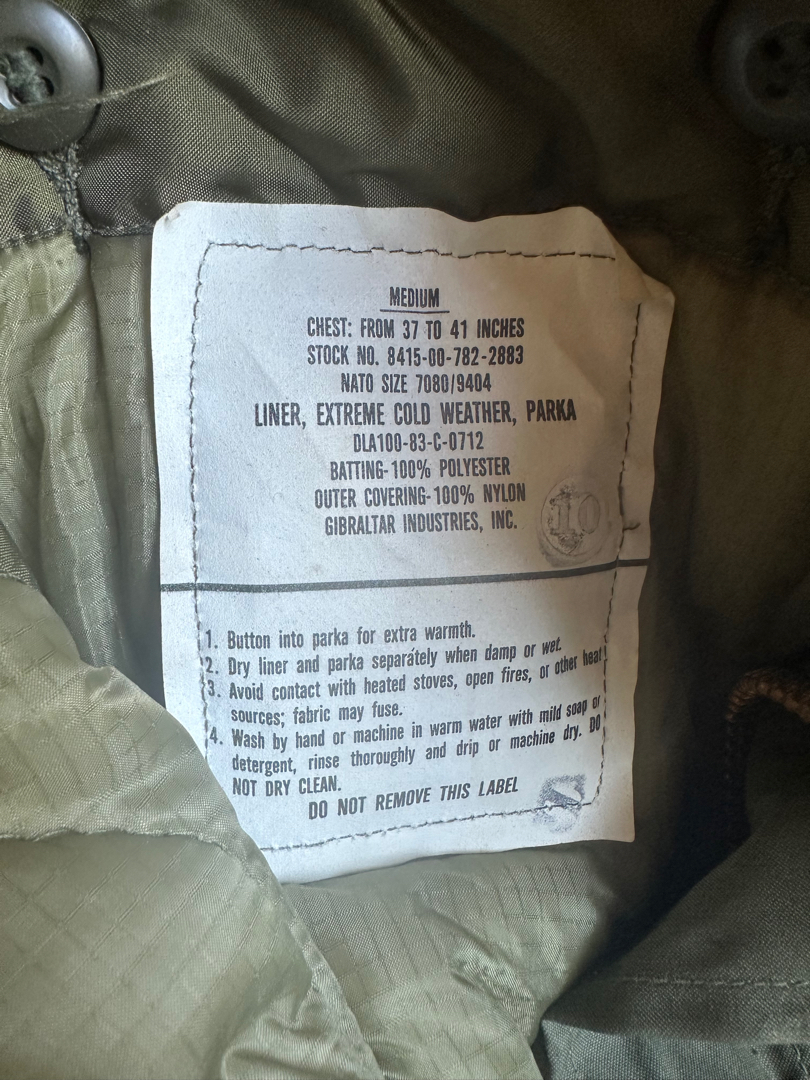 MEDIUM
CHEST: FROM 37 TO 41 INCHES
STOCK NO. 8415-00-782-2883
NATO SIZE 7080/9404
LINER, EXTREME COLD WEATHER, PARKA
DLA100-83-C-0712
BATTING-100% POLYESTER
OUTER COVERING-100% NYLON
GIBRALTAR INDUSTRIES, INC.
10
1. Button into parka for extra warmth.
2. Dry liner and parka separately when damp or wet.
3. Avoid contact with heated stoves, open fires, or other heat
sources; fabric may fuse.
4. Wash by hand or machine in warm water with mild soap or
detergent, rinse thoroughly and drip or machine dry. DO
NOT DRY CLEAN.
DO NOT REMOVE THIS LABEL